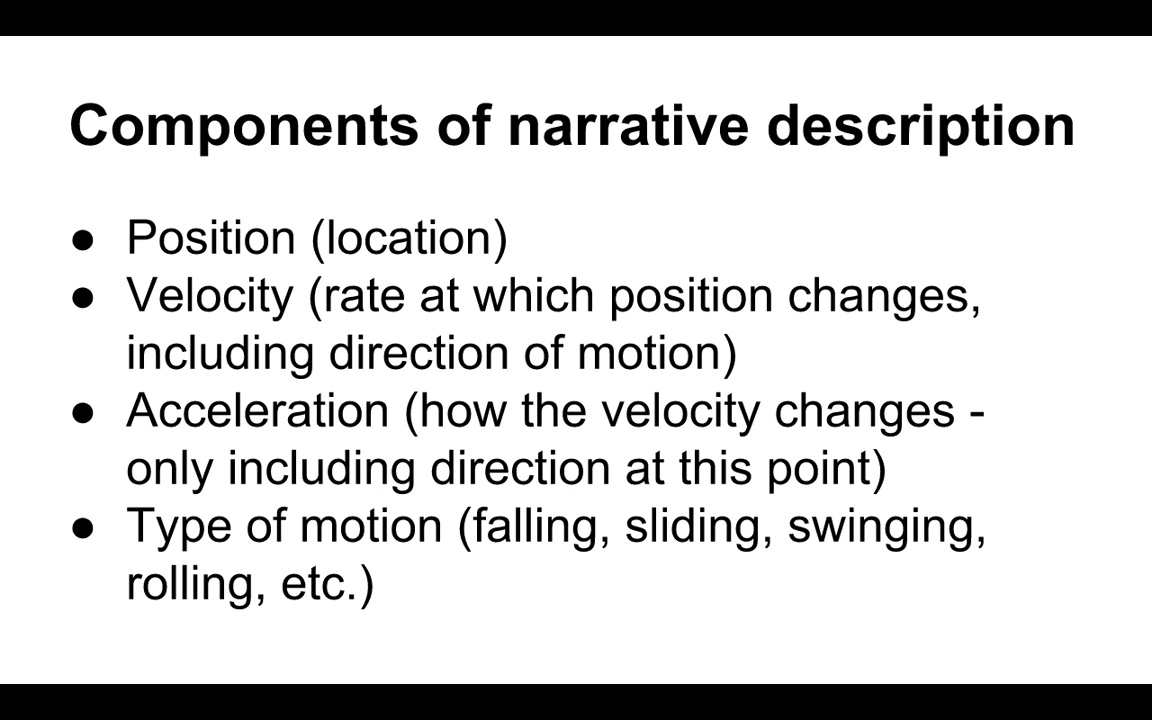 Components of narrative description
● Position (location)
● Velocity (rate at which position changes,
including direction of motion)
● Acceleration (how the velocity changes -
only including direction at this point)
● Type of motion (falling, sliding, swinging,
rolling, etc.)